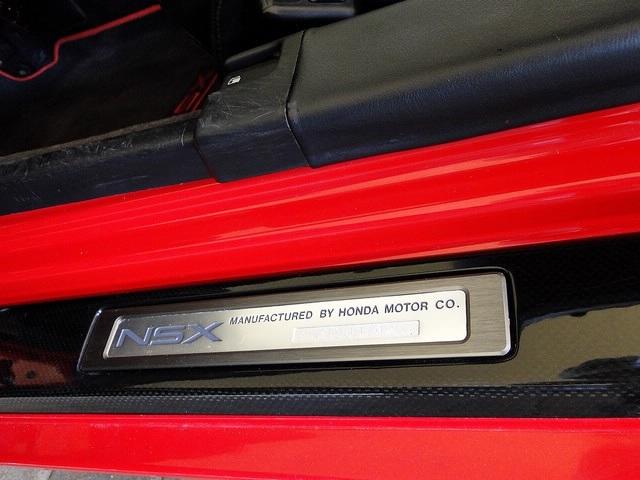 NSX MANUFACTURED BY HONDA MOTOR CO.